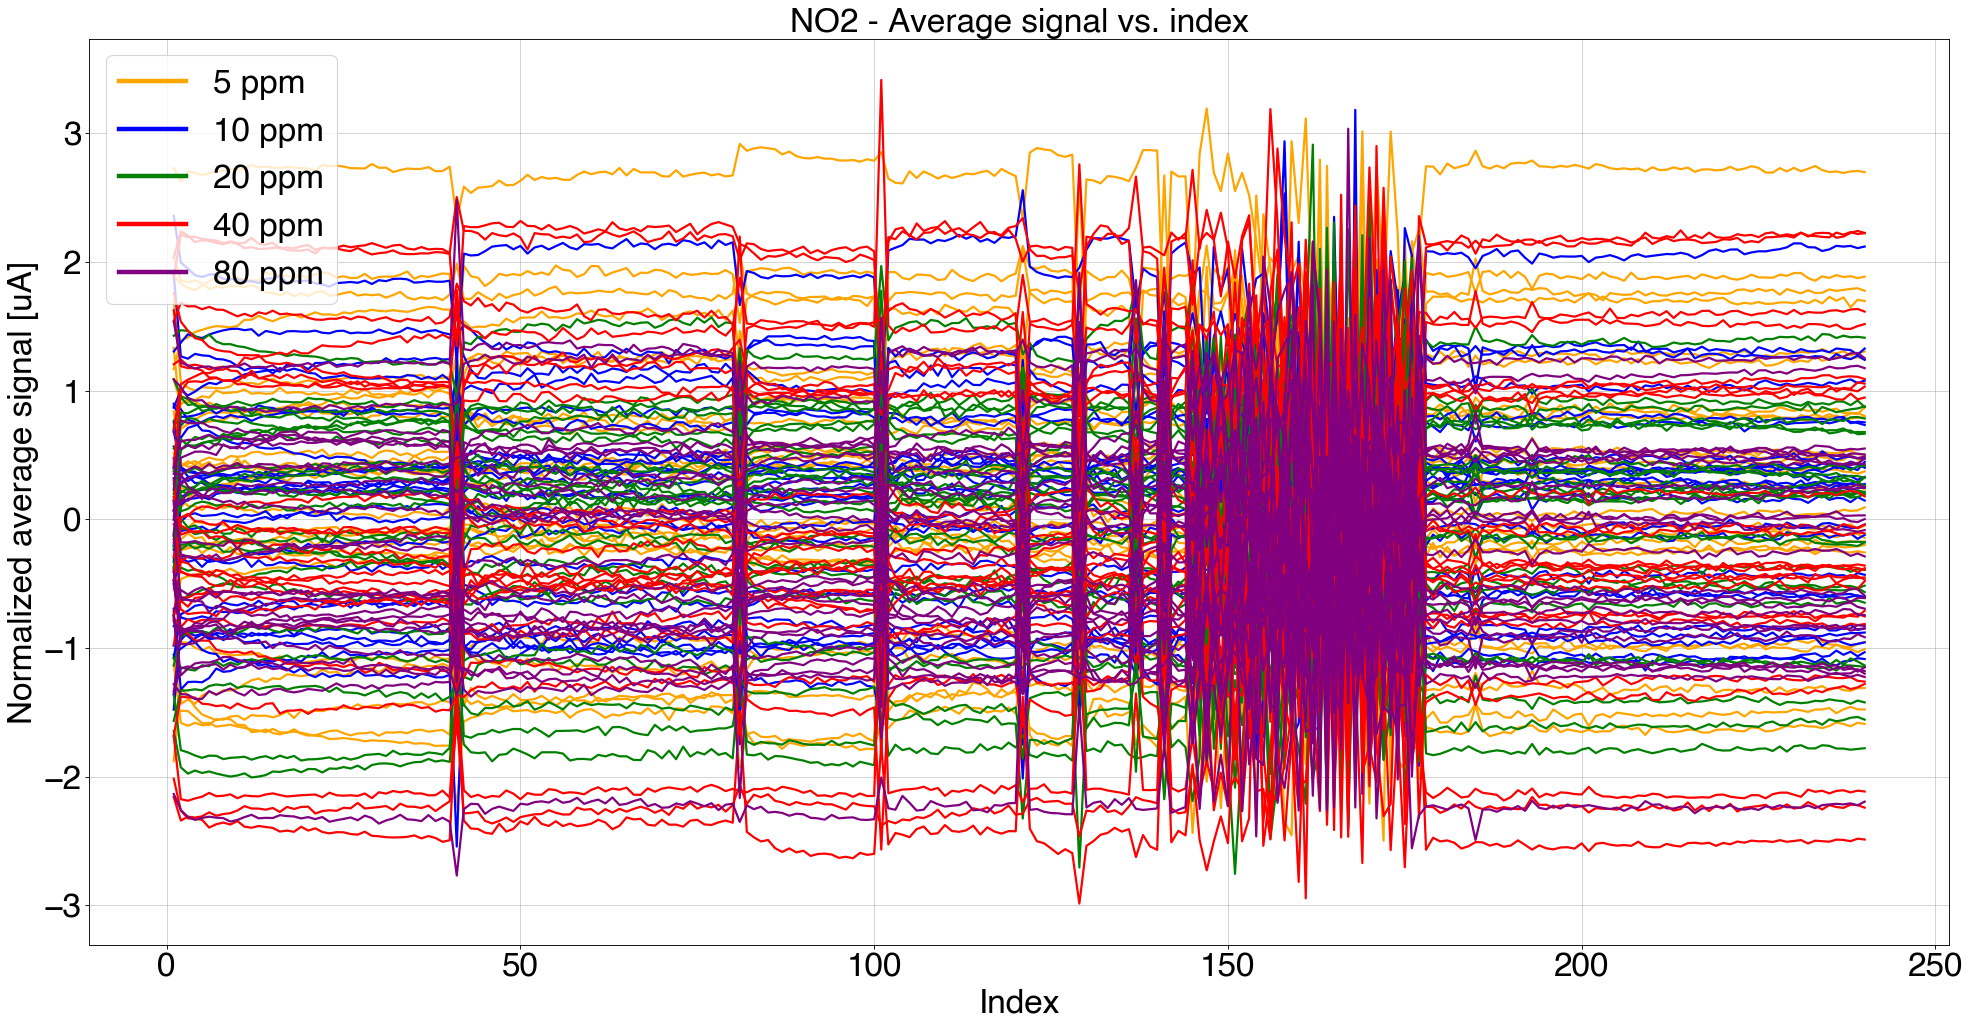 NO2 - Average signal vs. index
5 ppm
10 ppm
20 ppm
40 ppm
80 ppm
Normalized average signal [uA]
3
2
1
0
−1
−2
−3
0
50
100
150
200
250
Index